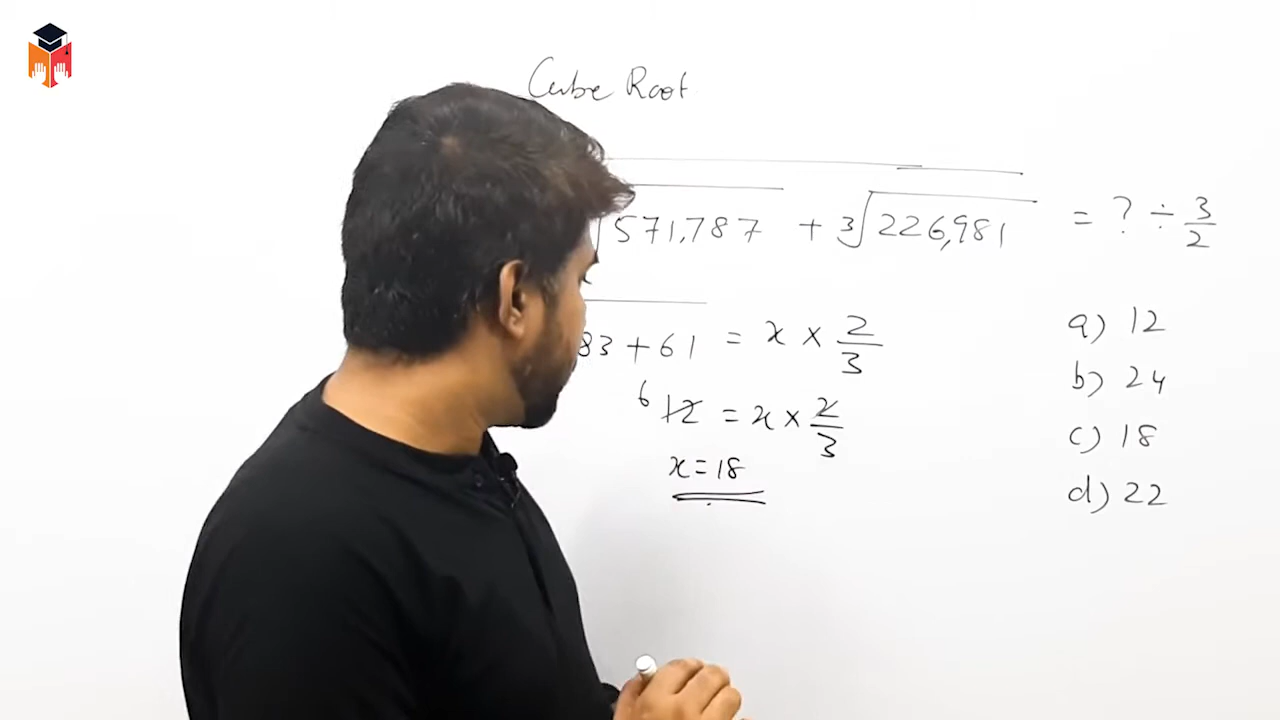 Cube Root
√571,787 + 3√226,981 = ? ÷ 3/2
83 + 61 = x × 2/3
6 12 = x × 2/3
x = 18
a) 12
b) 24
c) 18
d) 22